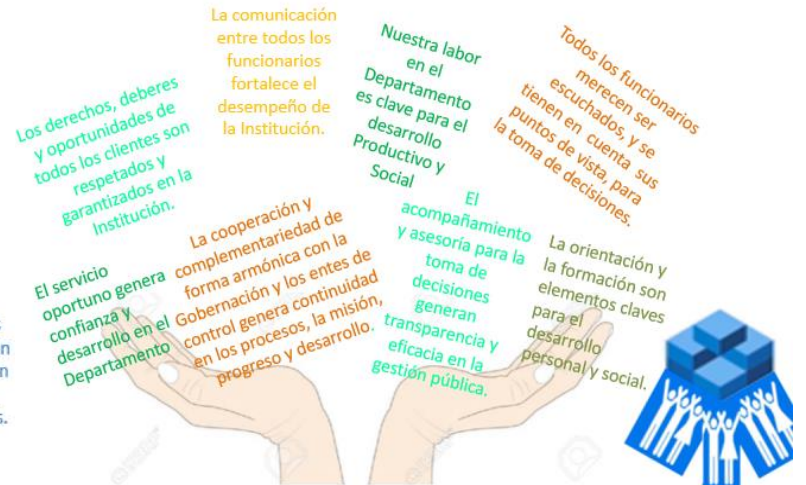 La comunicación
entre todos los
funcionarios
fortalece el
desempeño de
la Institución.
Nuestra labor
en el
Departamento
es clave para el
desarrollo
Productivo y
Social
Todos los funcionarios
merecen ser
escuchados, y se
tienen en cuenta sus
puntos de vista, para
la toma de decisiones.
Los derechos, deberes
y oportunidades de
todos los clientes son
respetados y
garantizados en la
Institución.
El servicio
oportuno genera
confianza y
desarrollo en el
Departamento
La cooperación y
complementariedad de
forma armónica con la
Gobernación y los entes de
control genera continuidad
en los procesos, la misión,
progreso y desarrollo.
El
acompañamiento
y asesoría para la
toma de
decisiones
generan
transparencia y
eficacia en la
gestión pública.
La orientación y
la formación son
elementos claves
para el
desarrollo
personal y social.